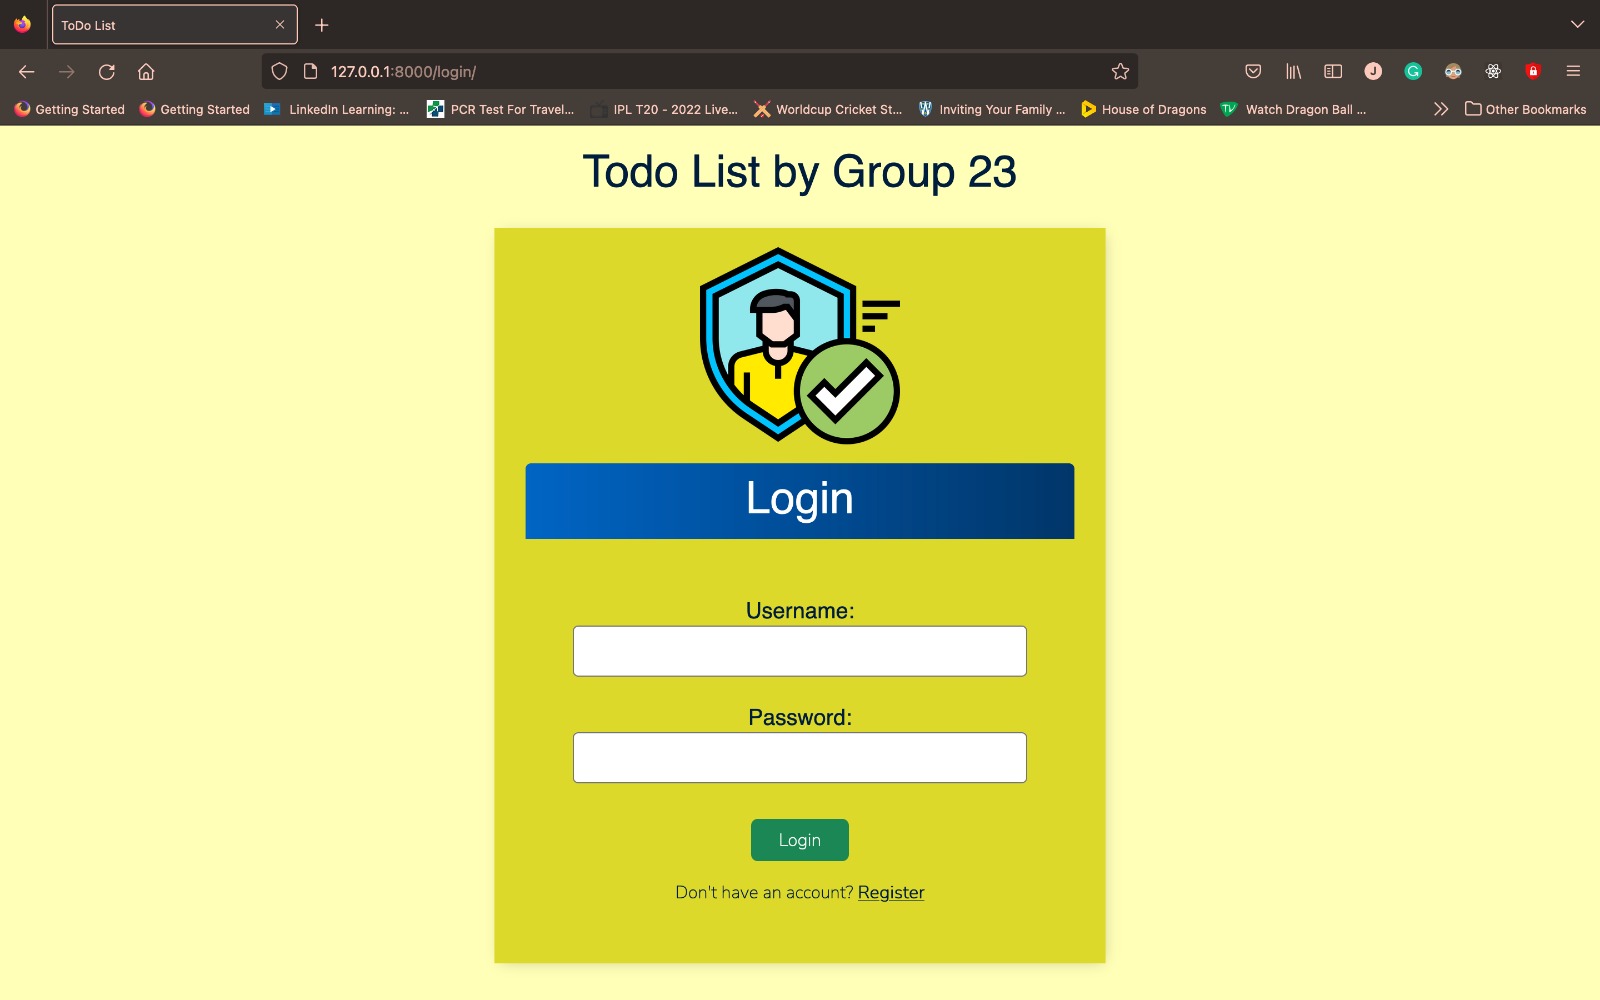 ToDo List
127.0.0.1:8000/login/
Getting Started Getting Started LinkedIn Learning: ... PCR Test For Travel... IPL T20 - 2022 Live... Worldcup Cricket St... Inviting Your Family ... House of Dragons Watch Dragon Ball ... Other Bookmarks
Todo List by Group 23
Login
Username:
Password:
Login
Don't have an account? Register